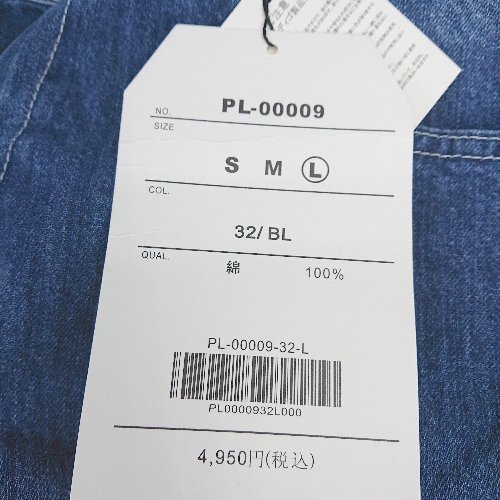 NO. PL-00009
SIZE
S M L
COL.
32/BL
QUAL.
綿 100%
PL-00009-32-L
PL0000932L000
4,950円(税込)